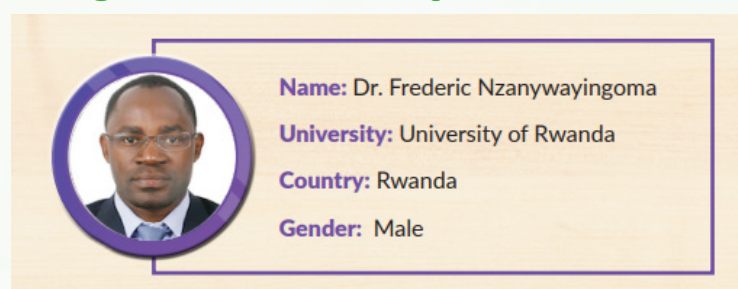 Name: Dr. Frederic Nzanywayingoma
University: University of Rwanda
Country: Rwanda
Gender: Male